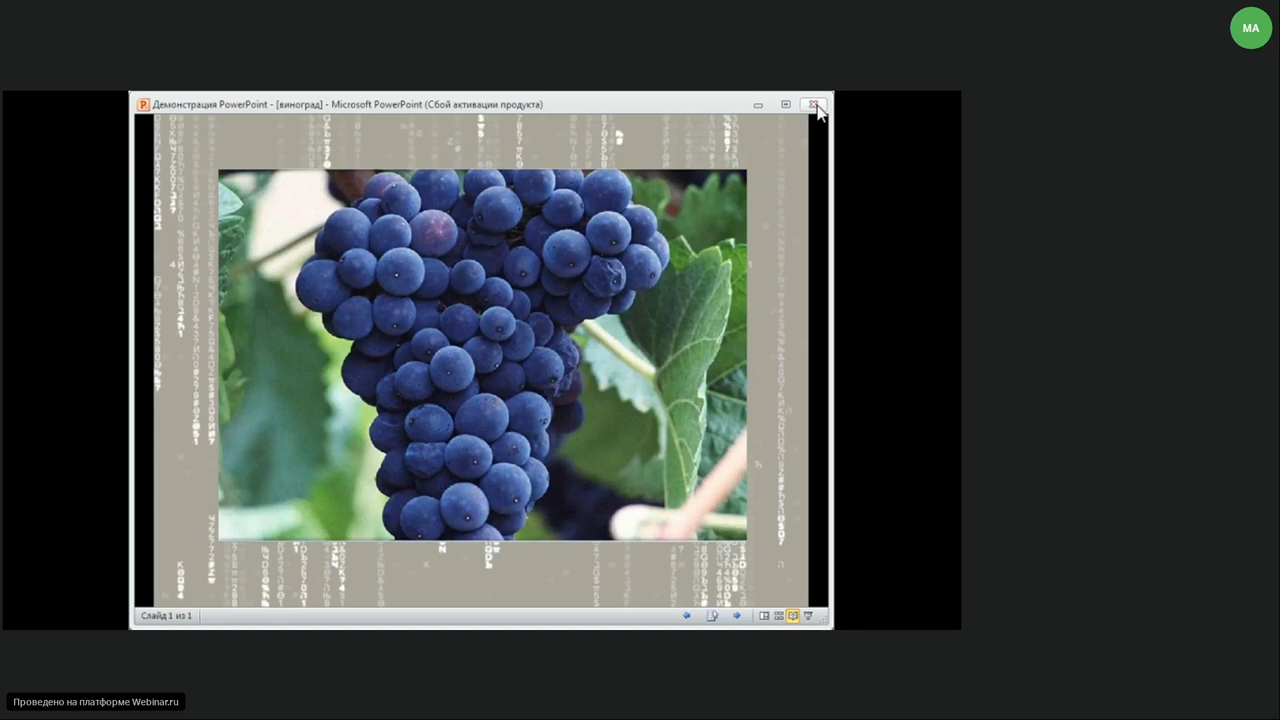 MA
Демонстрация PowerPoint - [виноград] - Microsoft PowerPoint (Сбой активации продукта)
Слайд 1 из 1
Проведено на платформе Webinar.ru